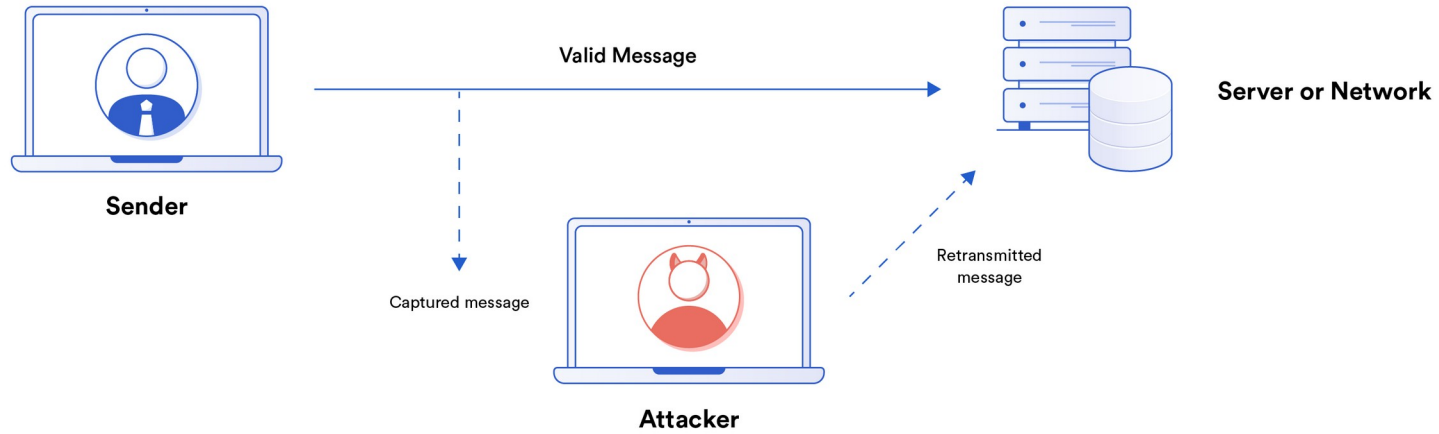 Valid Message
Server or Network
Sender
Retransmitted
message
Captured message
Attacker